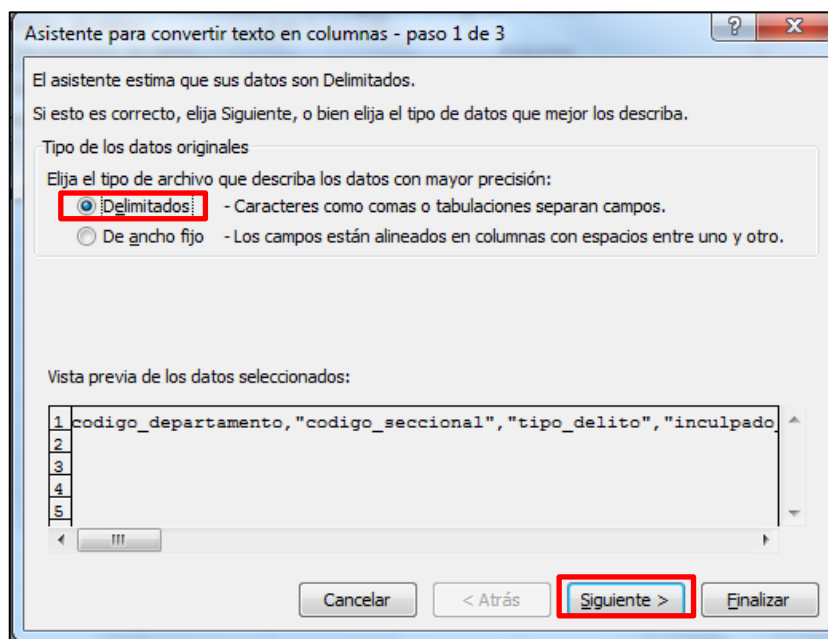 Asistente para convertir texto en columnas - paso 1 de 3
?
El asistente estima que sus datos son Delimitados.
Si esto es correcto, elija Siguiente, o bien elija el tipo de datos que mejor los describa.
Tipo de los datos originales
Elija el tipo de archivo que describa los datos con mayor precisión:
Delimitados - Caracteres como comas o tabulaciones separan campos.
De ancho fijo - Los campos están alineados en columnas con espacios entre uno y otro.
Vista previa de los datos seleccionados:
1 codigo_departamento,"codigo_seccional","tipo_delito","inculpado_
2
3
4
5
Cancelar < Atrás Siguiente > Finalizar